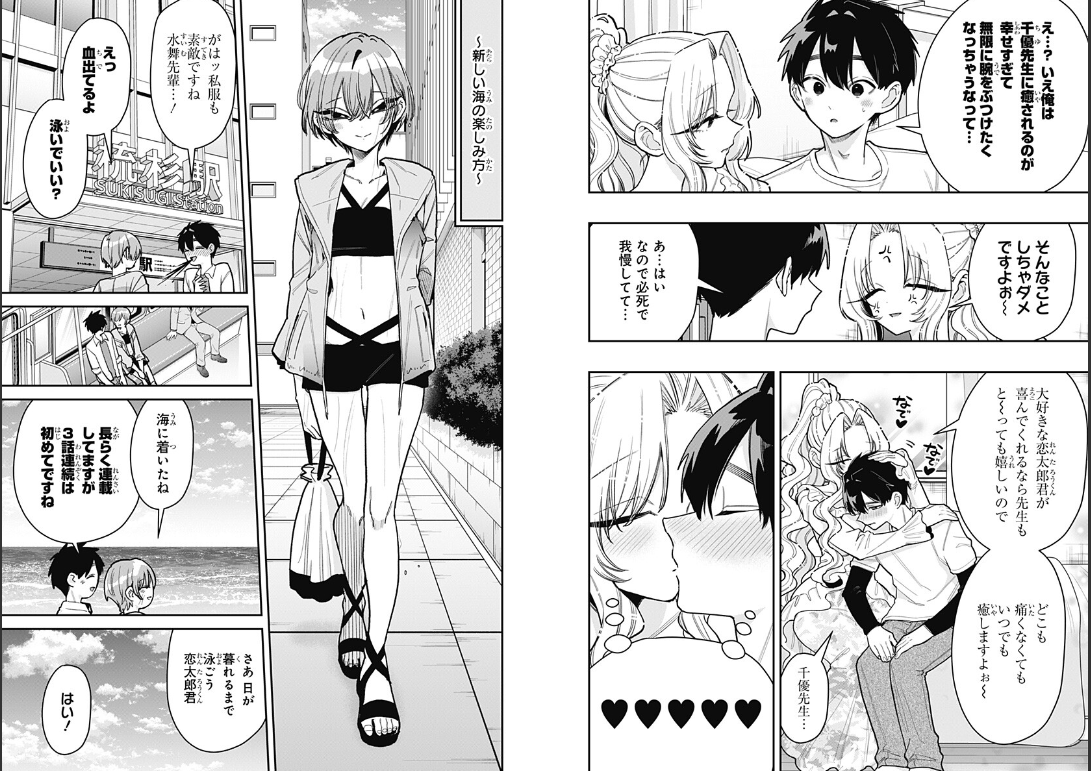 え…？いえ俺は
千優先生に癒されるのが
幸せすぎて
無限に腕をぶつけたく
なっちゃうなって…
そんなこと
しちゃダメ
ですよぉ〜
あ…はい
なので必死で
我慢してて…
大好きな恋太郎君が
喜んでくれるなら先生も
と〜っても嬉しいので
なで♥
なで♥
どこも
痛くなくても
いつでも
癒しますよぉ〜
千優先生…
♥♥♥♥♥
〜新しい海の楽しみ方〜
がはッ私服も
素敵ですね
水舞先輩…！
えっ
血出てるよ
泳いでいい？
流杉駅
SUKISUGI Station
駅
海に着いたね
長らく連載
してますが
３話連続は
初めてですね
さあ日が
暮れるまで
泳ごう
恋太郎君
はい！